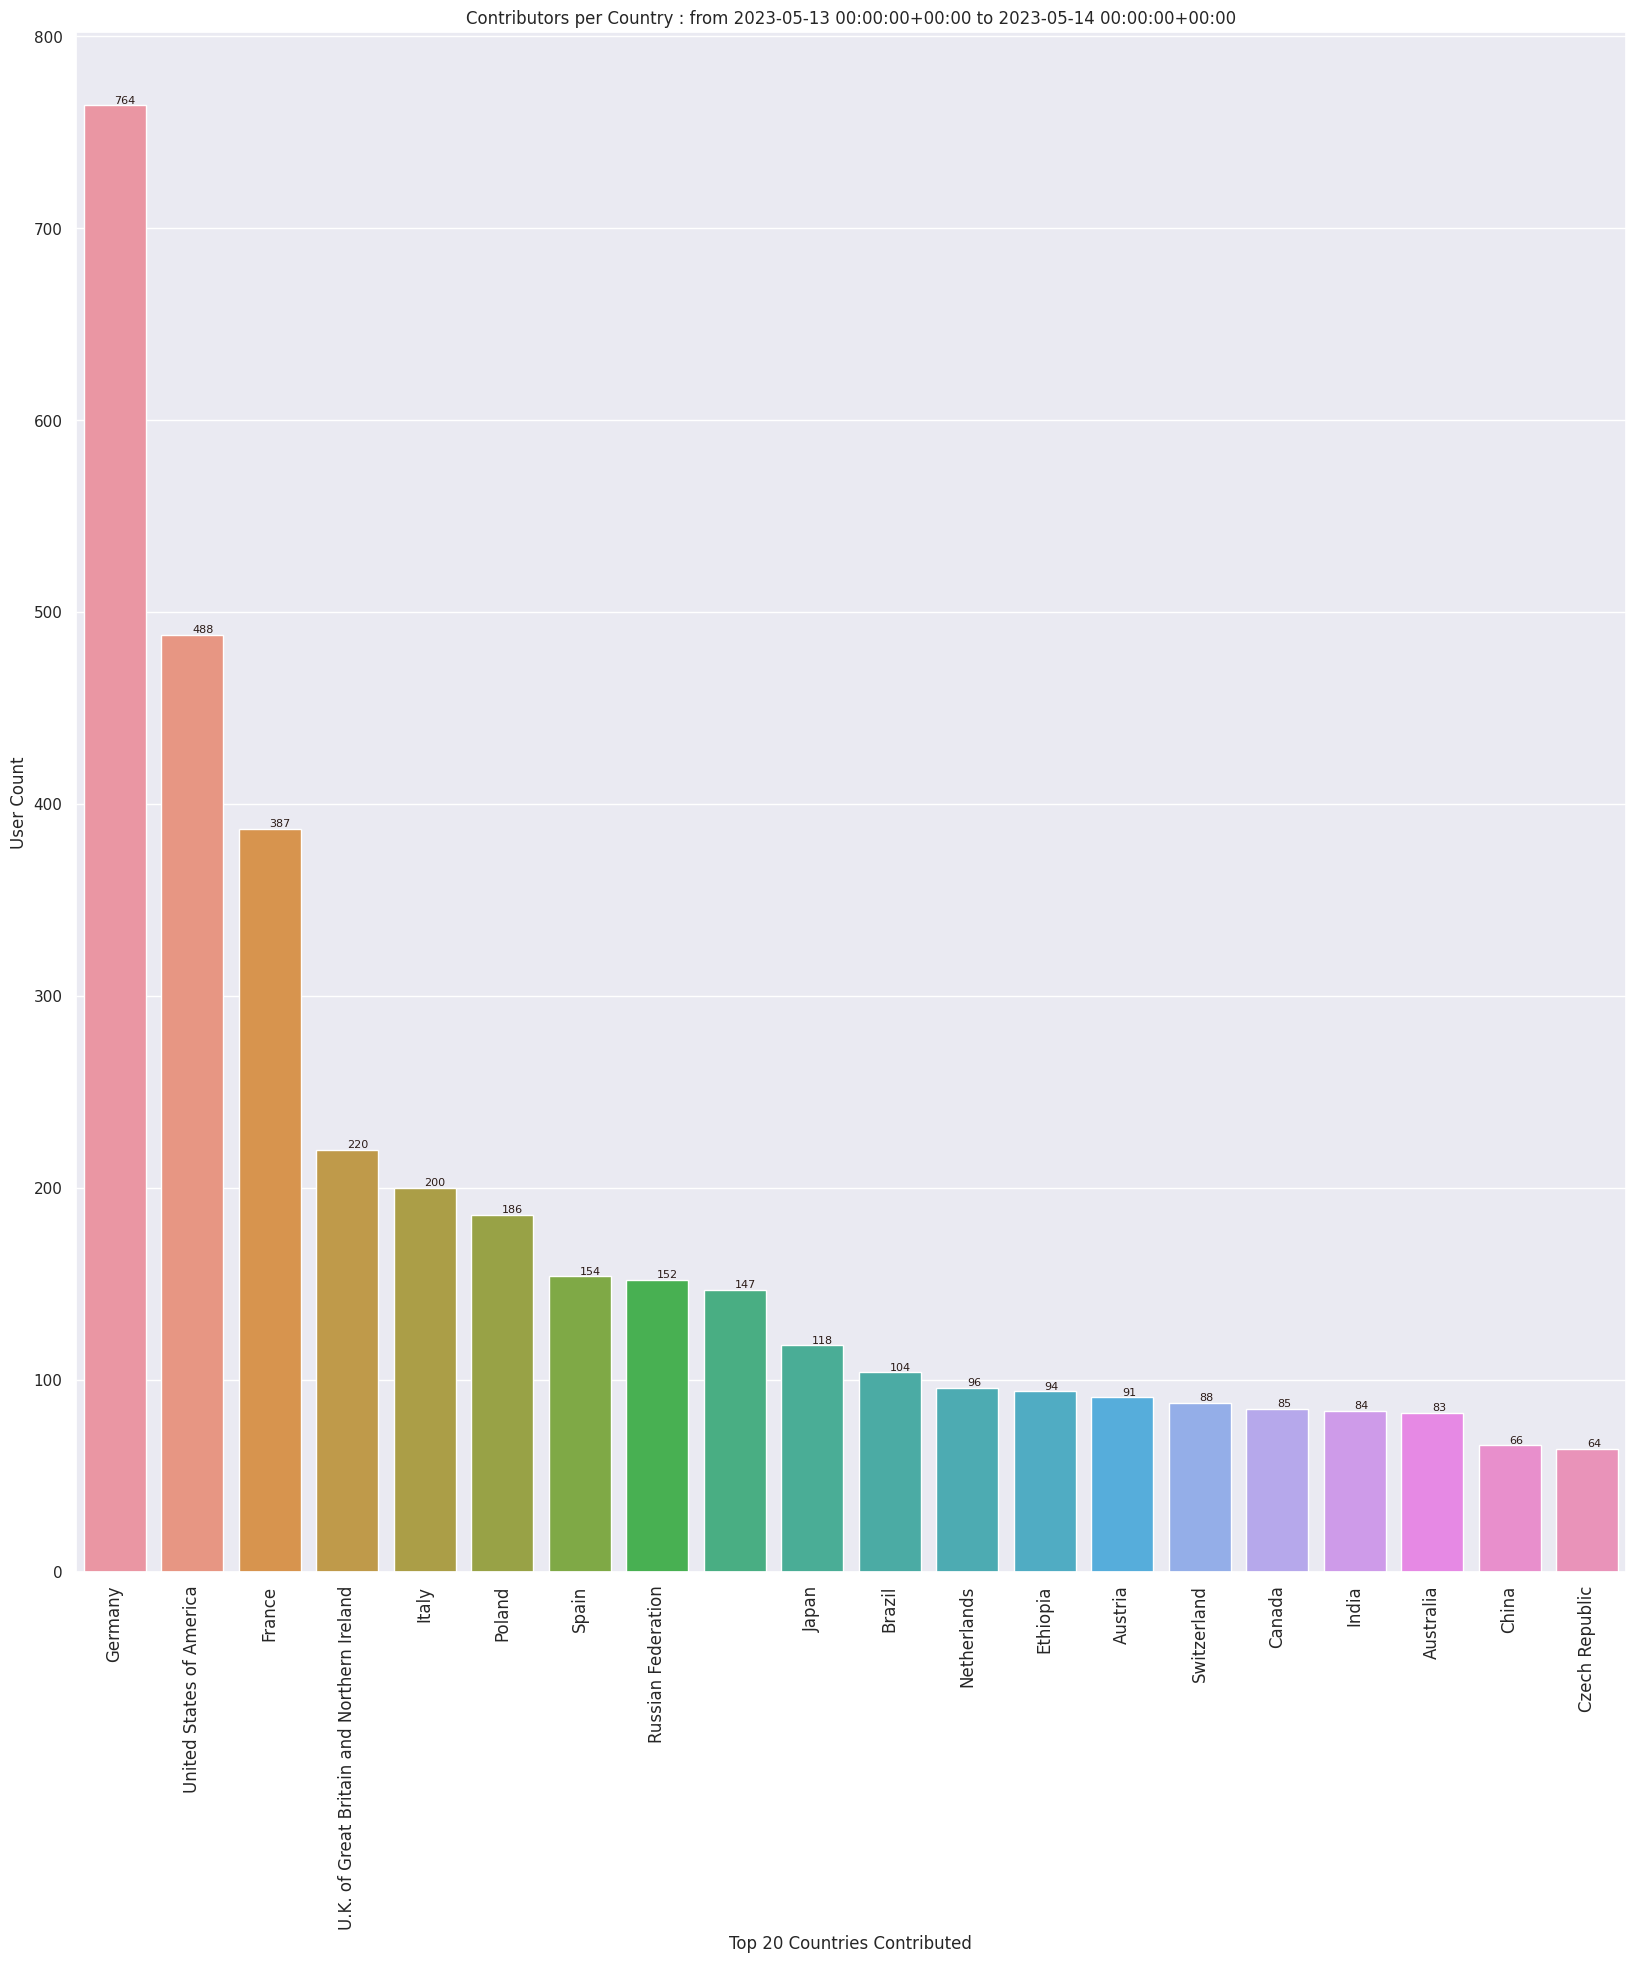 Contributors per Country : from 2023-05-13 00:00:00+00:00 to 2023-05-14 00:00:00+00:00
User Count
800
700
600
500
400
300
200
100
0
764
488
387
220
200
186
154
152
147
118
104
96
94
91
88
85
84
83
66
64
Germany
United States of America
France
U.K. of Great Britain and Northern Ireland
Italy
Poland
Spain
Russian Federation
Japan
Brazil
Netherlands
Ethiopia
Austria
Switzerland
Canada
India
Australia
China
Czech Republic
Top 20 Countries Contributed